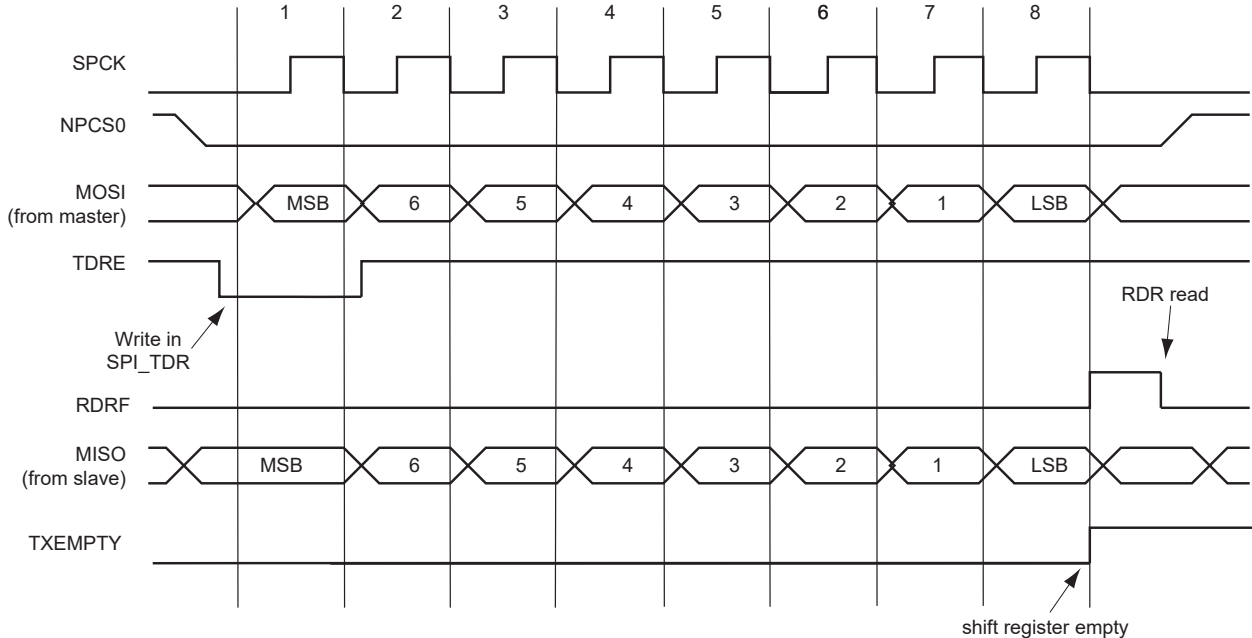 1 2 3 4 5 6 7 8
SPCK
NPCS0
MOSI
(from master)
MSB 6 5 4 3 2 1 LSB
TDRE
RDR read
Write in
SPI_TDR
RDRF
MISO
(from slave)
MSB 6 5 4 3 2 1 LSB
TXEMPTY
shift register empty